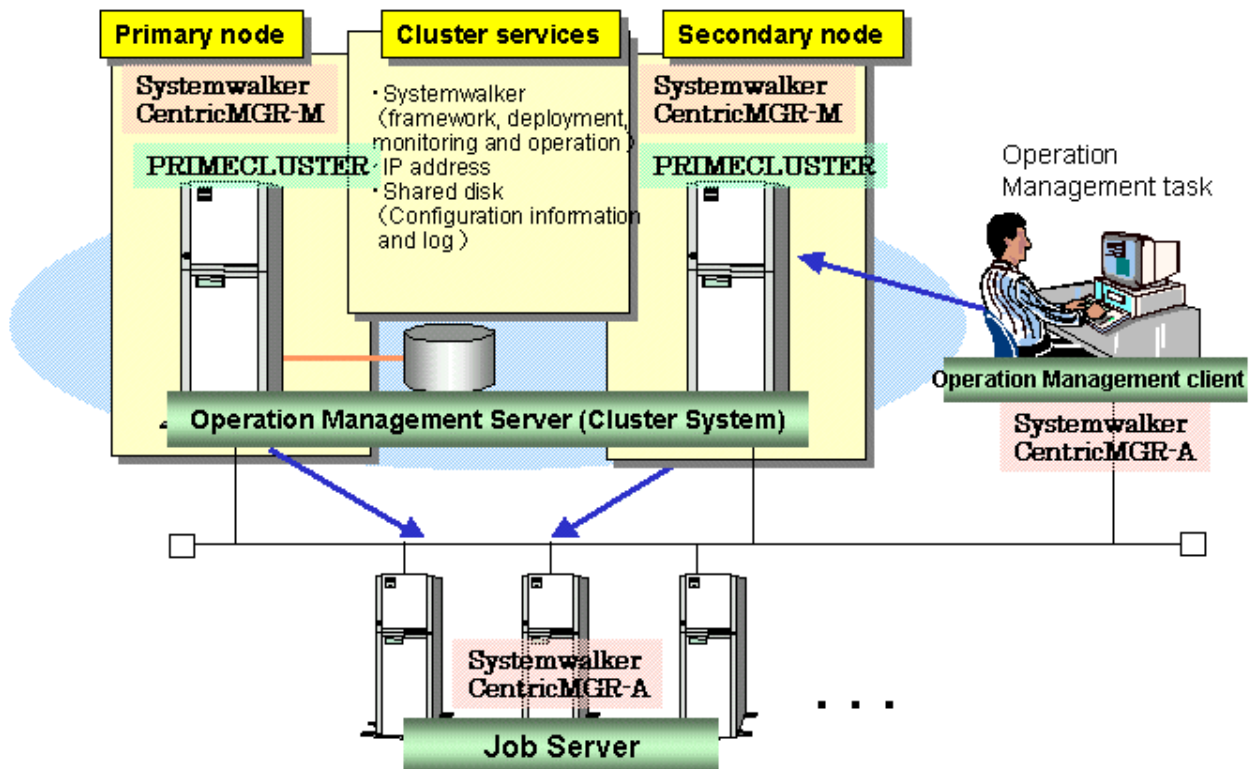 Primary node
Cluster services
Secondary node
Systemwalker
CentricMGR-M
PRIMECLUSTER
・Systemwalker
(framework, deployment,
monitoring and operation)
・IP address
・Shared disk
(Configuration information
and log)
Systemwalker
CentricMGR-M
PRIMECLUSTER
Operation
Management task
Operation Management client
Systemwalker
CentricMGR-A
Operation Management Server (Cluster System)
Systemwalker
CentricMGR-A
. . .
Job Server